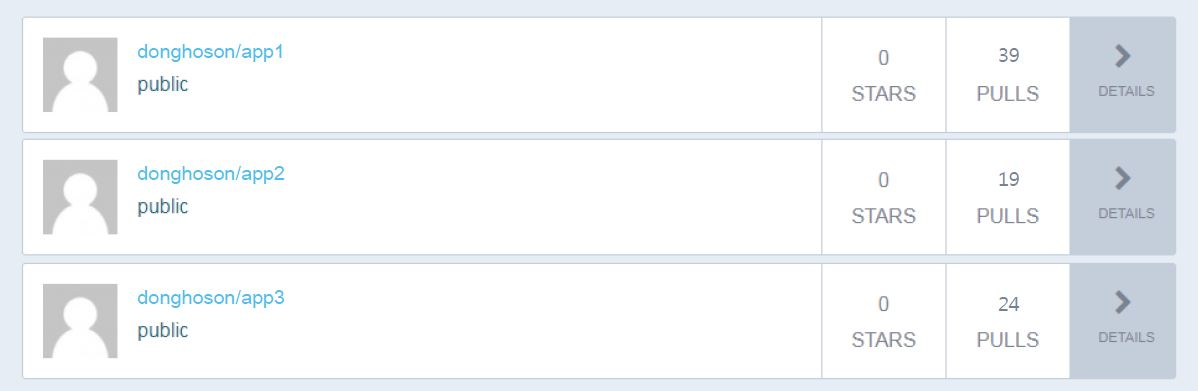 donghoson/app1
public
0
STARS
39
PULLS
DETAILS
donghoson/app2
public
0
STARS
19
PULLS
DETAILS
donghoson/app3
public
0
STARS
24
PULLS
DETAILS